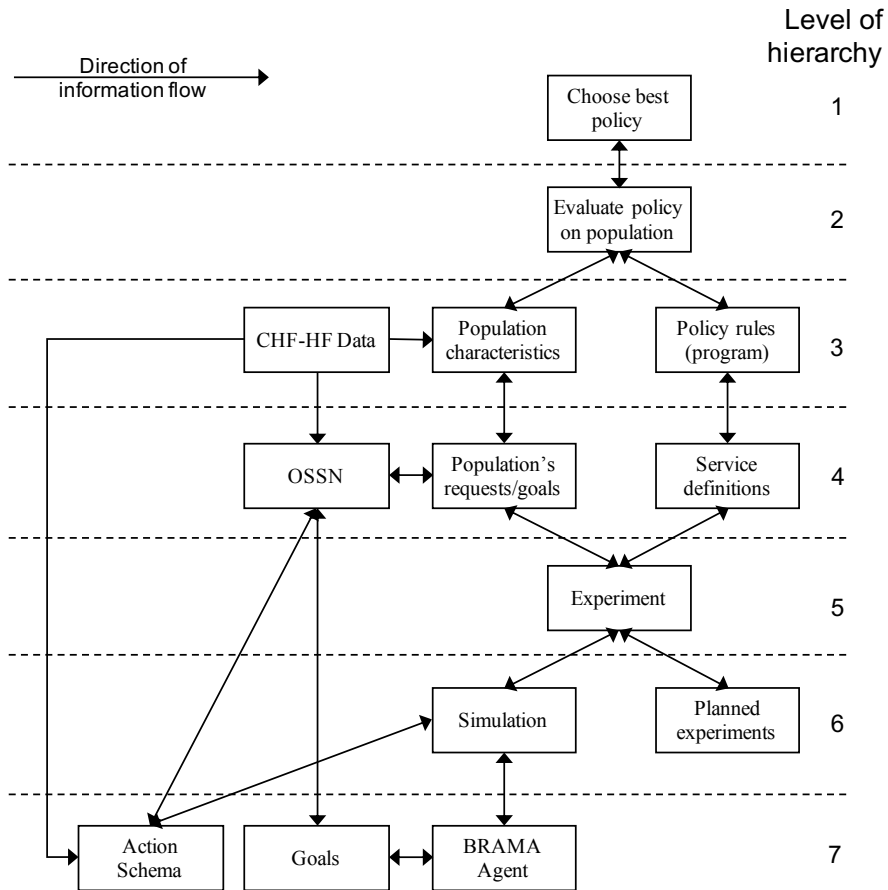 Level of
hierarchy
Direction of
information flow
Choose best
policy
1
Evaluate policy
on population
2
CHF-HF Data
Population
characteristics
Policy rules
(program)
3
OSSN
Population’s
requests/goals
Service
definitions
4
Experiment
5
Simulation
Planned
experiments
6
Action
Schema
Goals
BRAMA
Agent
7